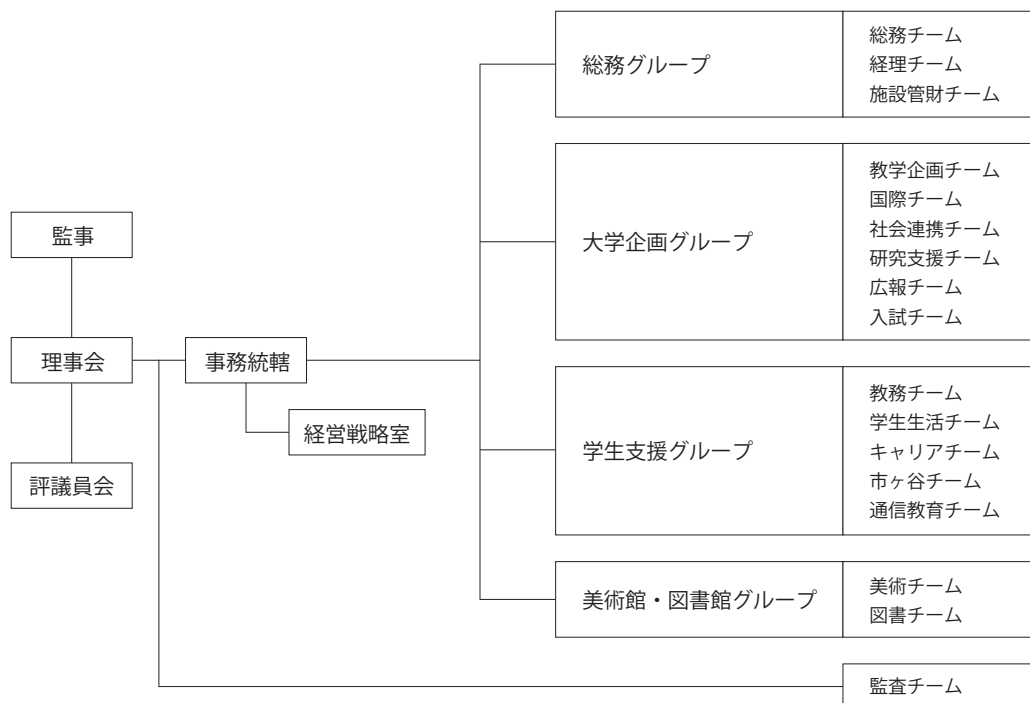 監事
理事会
評議員会
事務統轄
経営戦略室
総務グループ
総務チーム
経理チーム
施設管財チーム
大学企画グループ
教学企画チーム
国際チーム
社会連携チーム
研究支援チーム
広報チーム
入試チーム
学生支援グループ
教務チーム
学生生活チーム
キャリアチーム
市ヶ谷チーム
通信教育チーム
美術館・図書館グループ
美術チーム
図書チーム
監査チーム